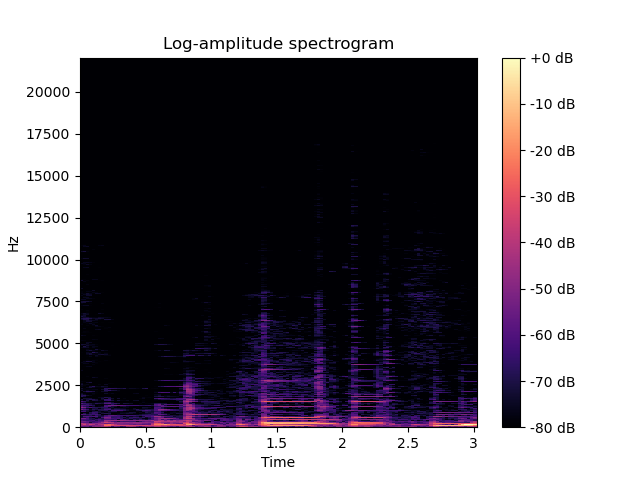 Log-amplitude spectrogram
Hz
20000
17500
15000
12500
10000
7500
5000
2500
0
0 0.5 1 1.5 2 2.5 3
Time
+0 dB
-10 dB
-20 dB
-30 dB
-40 dB
-50 dB
-60 dB
-70 dB
-80 dB